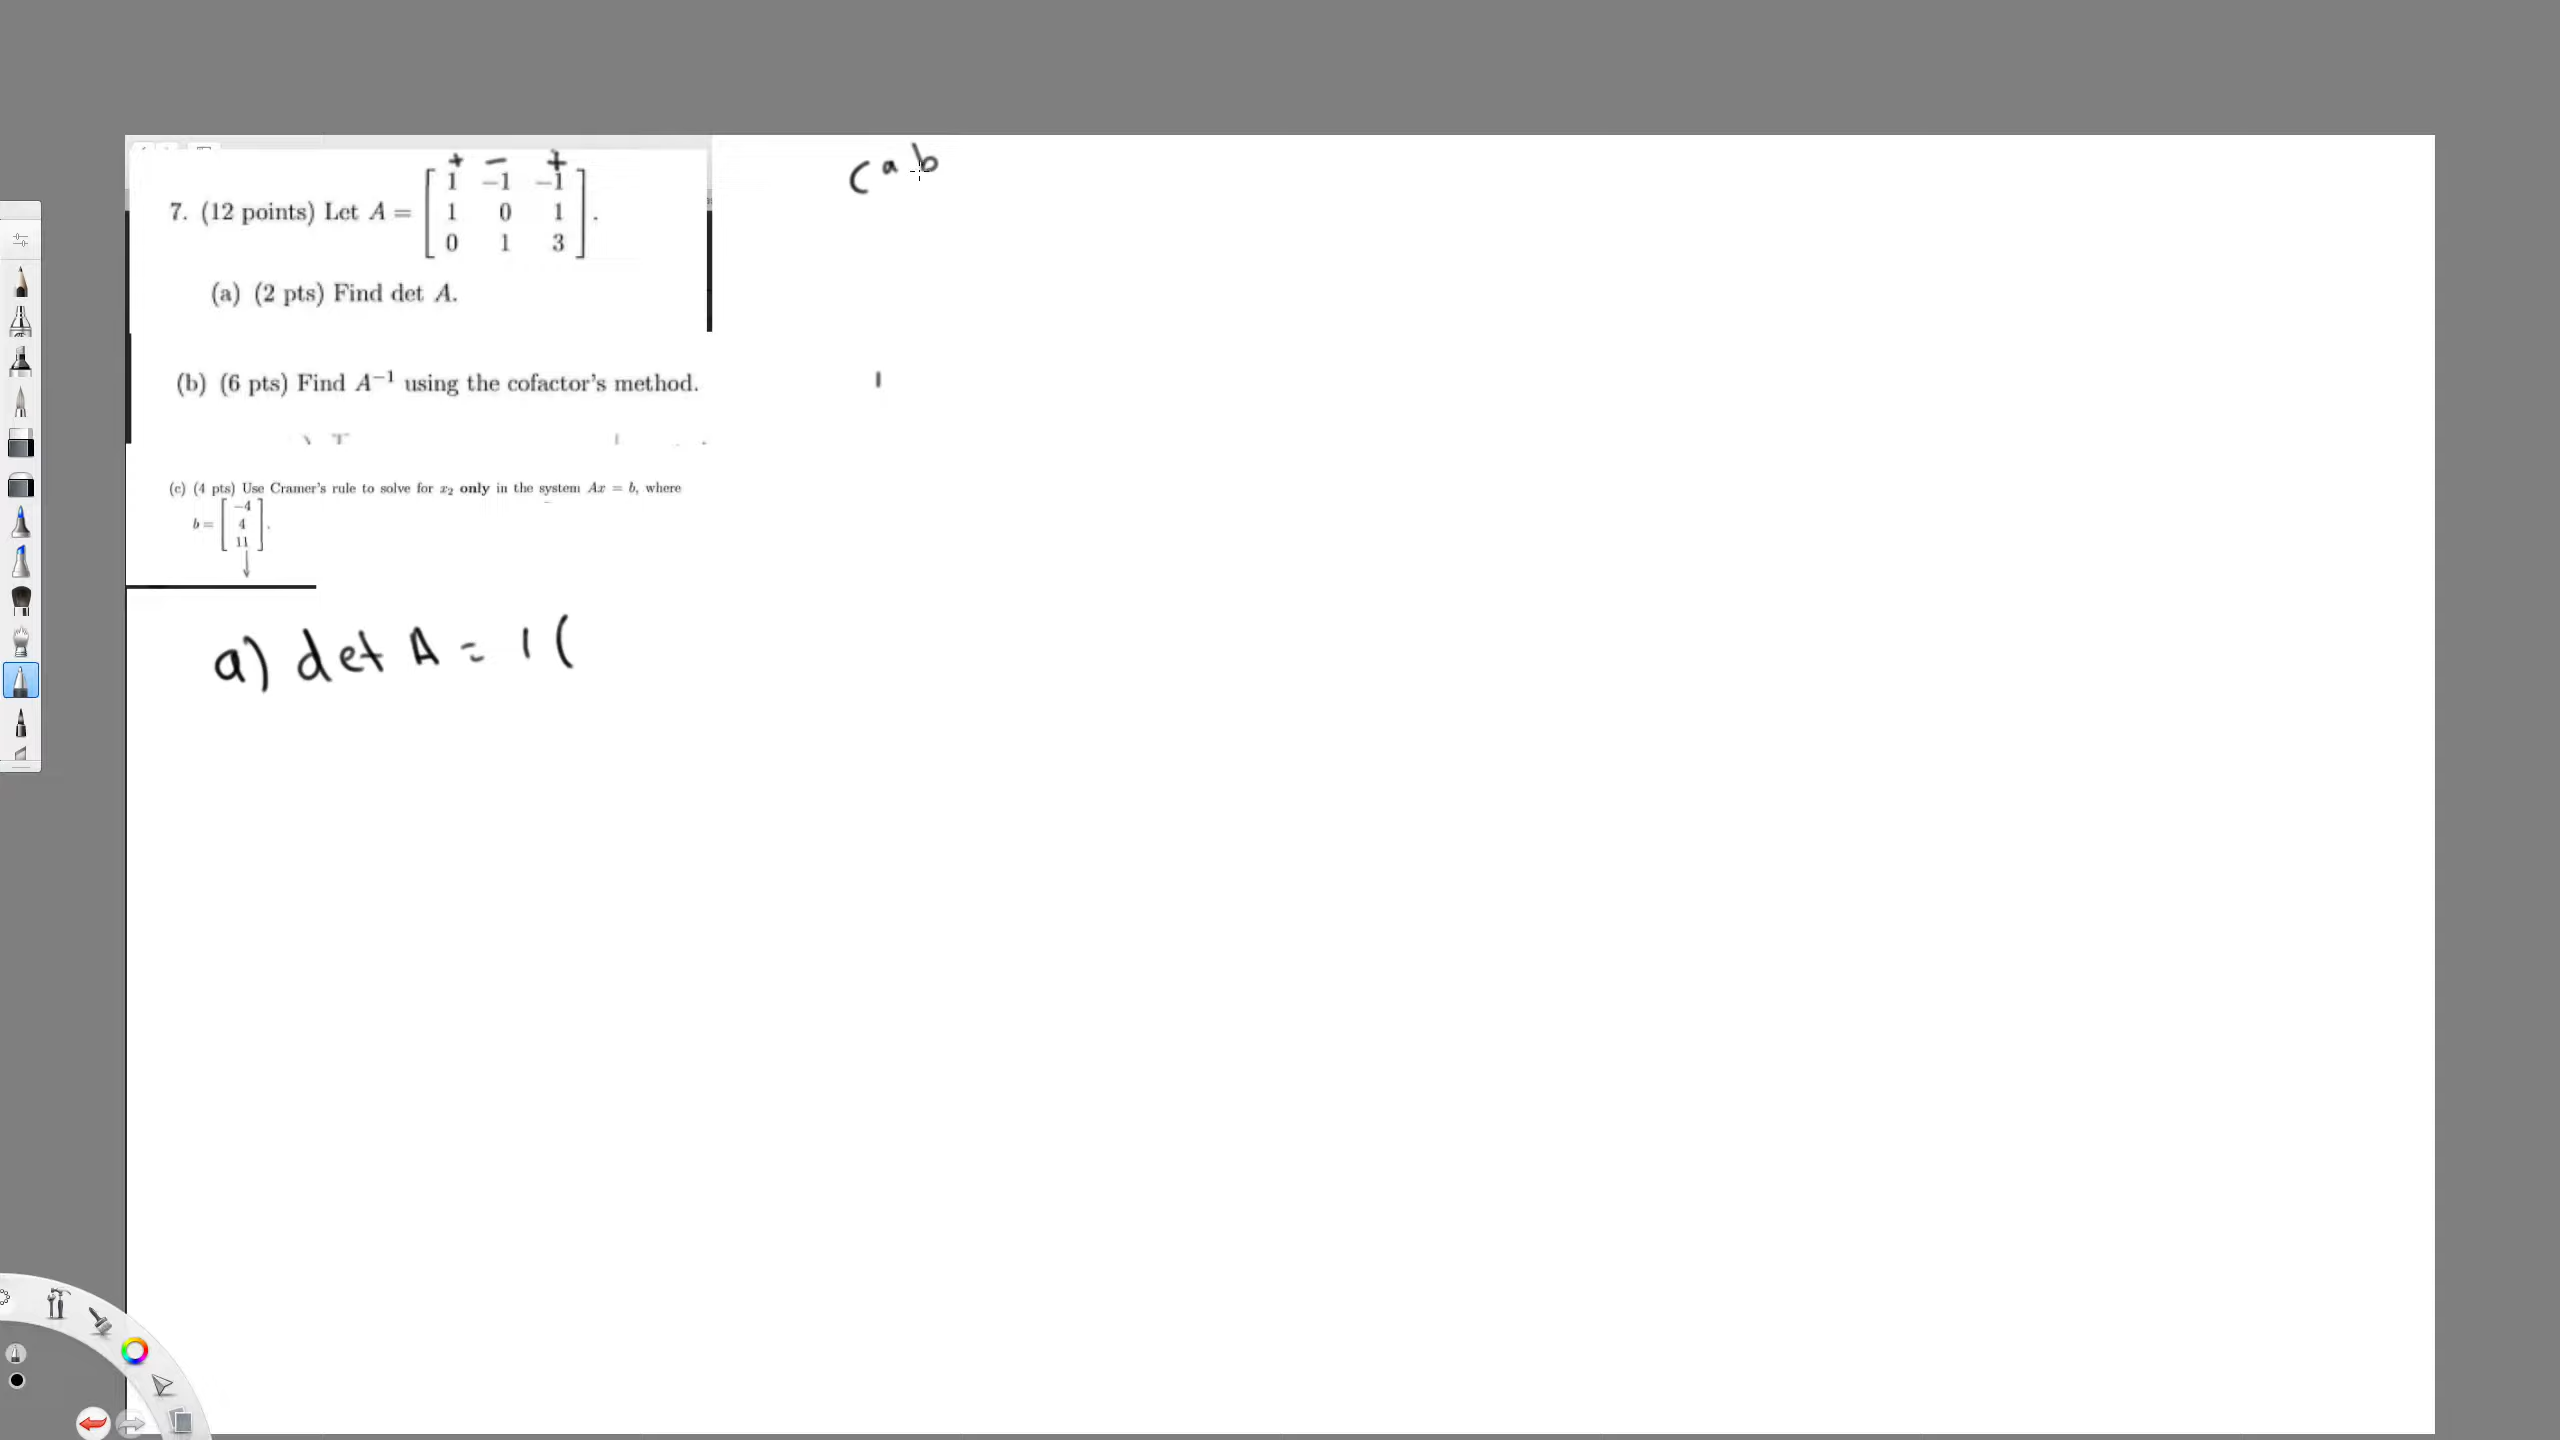 + − +
7. (12 points) Let A = [ 1 −1 −1
1 0 1
0 1 3 ].
(a) (2 pts) Find det A.
(b) (6 pts) Find A⁻¹ using the cofactor's method.
(c) (4 pts) Use Cramer's rule to solve for x₂ only in the system Ax = b, where
b = [ −4
4
11 ].
↓
a) det A = 1 (
c a b
1